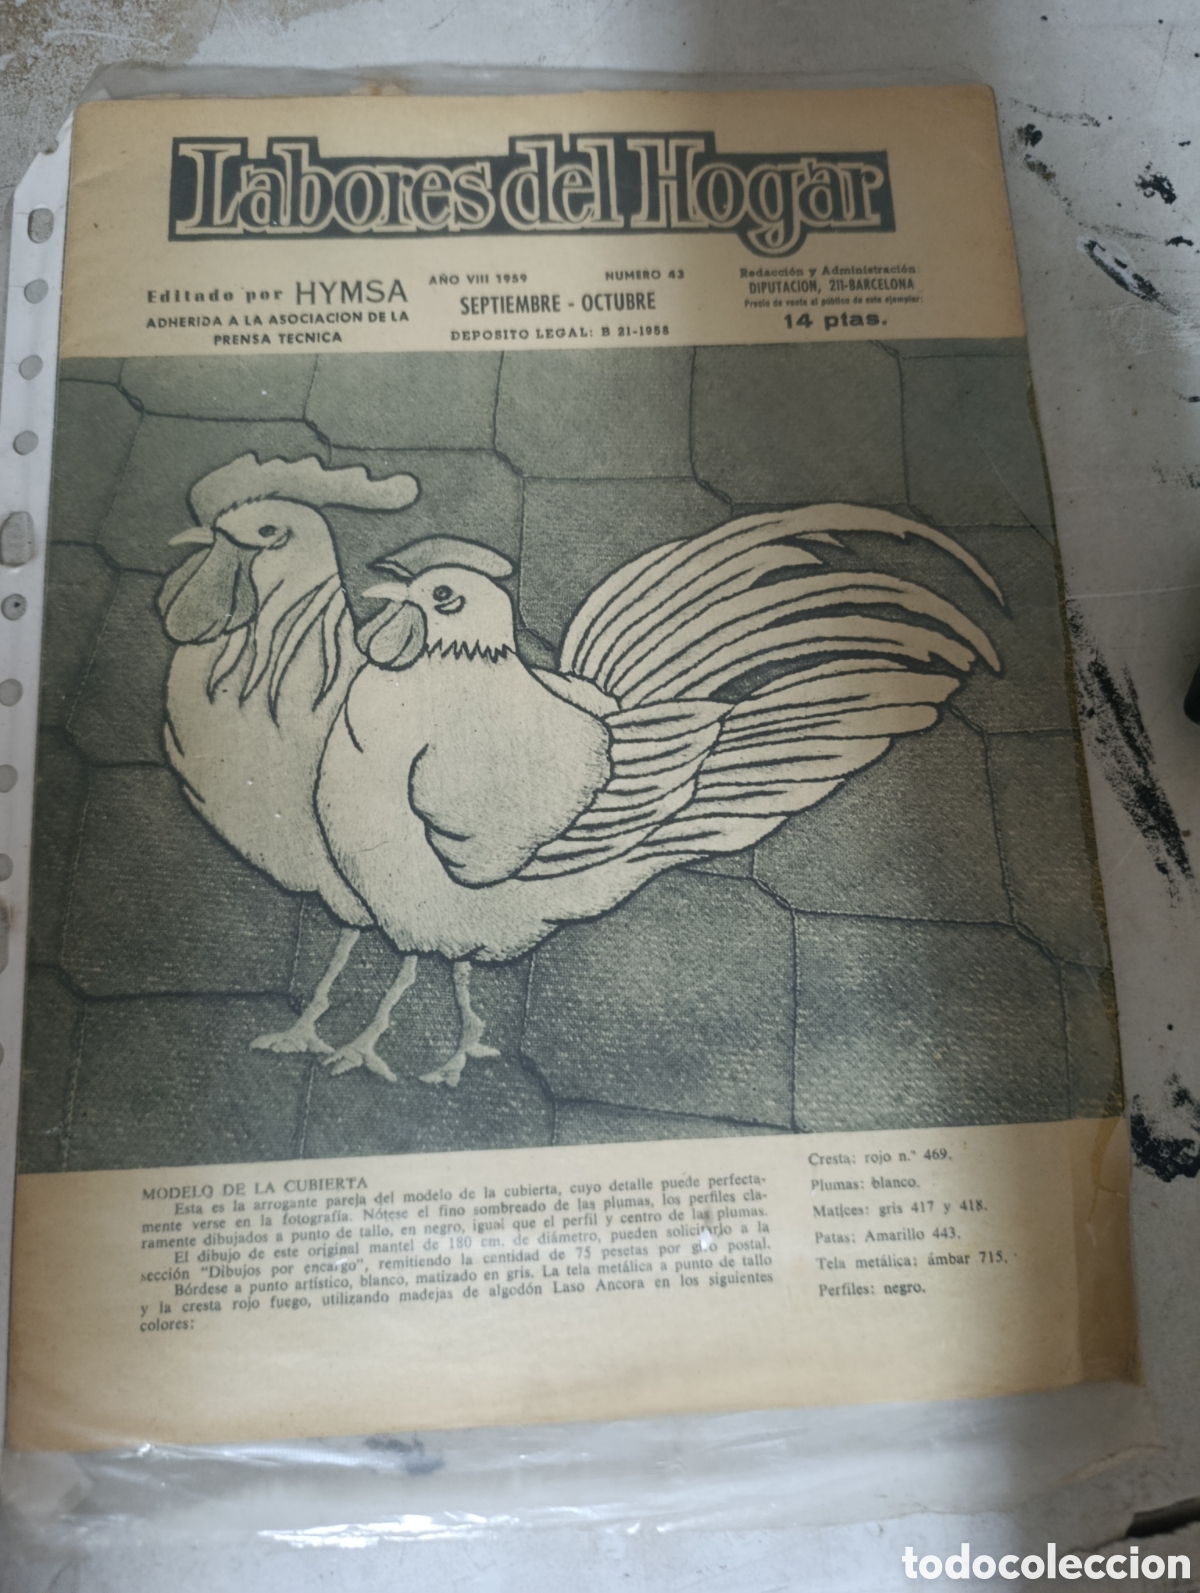 Labores del Hogar
Editado por HYMSA
ADHERIDA A LA ASOCIACION DE LA
PRENSA TECNICA
AÑO VIII 1959 NUMERO 43
SEPTIEMBRE - OCTUBRE
DEPOSITO LEGAL: B 21-1958
Redacción y Administración:
DIPUTACION, 211-BARCELONA
Precio de venta al público de este ejemplar:
14 ptas.
MODELO DE LA CUBIERTA
Esta es la arrogante pareja del modelo de la cubierta, cuyo detalle puede perfecta-
mente verse en la fotografía. Nótese el fino sombreado de las plumas, los perfiles cla-
ramente dibujados a punto de tallo, en negro, igual que el perfil y centro de las plumas.
El dibujo de este original mantel de 180 cm. de diámetro, pueden solicitarlo a la
sección "Dibujos por encargo", remitiendo la cantidad de 75 pesetas por giro postal.
Bórdese a punto artístico, blanco, matizado en gris. La tela metálica a punto de tallo
y la cresta rojo fuego, utilizando madejas de algodón Laso Ancora en los siguientes
colores:
Cresta: rojo n.º 469.
Plumas: blanco.
Matices: gris 417 y 418.
Patas: Amarillo 443.
Tela metálica: ámbar 715.
Perfiles: negro.
todocoleccion